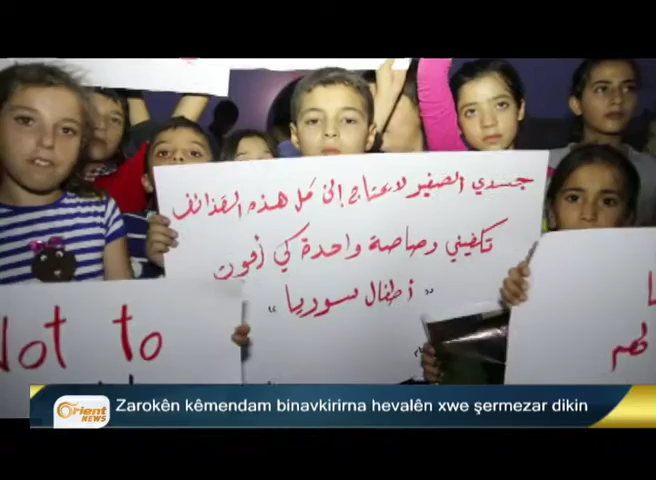 جسدي الصغير لا يحتاج إلى كل هذه القذائف
تكفيني رصاصة واحدة كي أموت
"أطفال سوريا"
Not to
لهم
Orient NEWS
Zarokên kêmendam binavkirirna hevalên xwe şermezar dikin